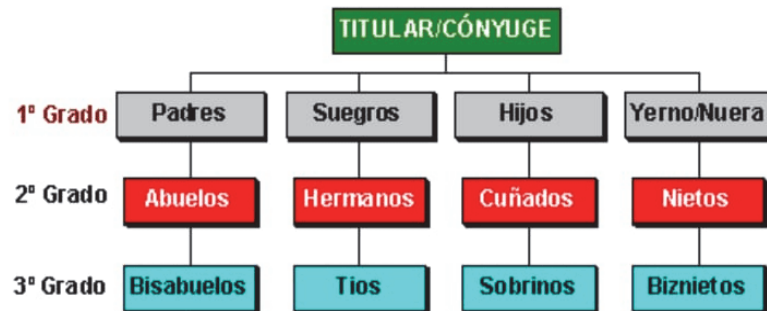 TITULAR/CÓNYUGE
1º Grado Padres Suegros Hijos Yerno/Nuera
2º Grado Abuelos Hermanos Cuñados Nietos
3º Grado Bisabuelos Tios Sobrinos Biznietos